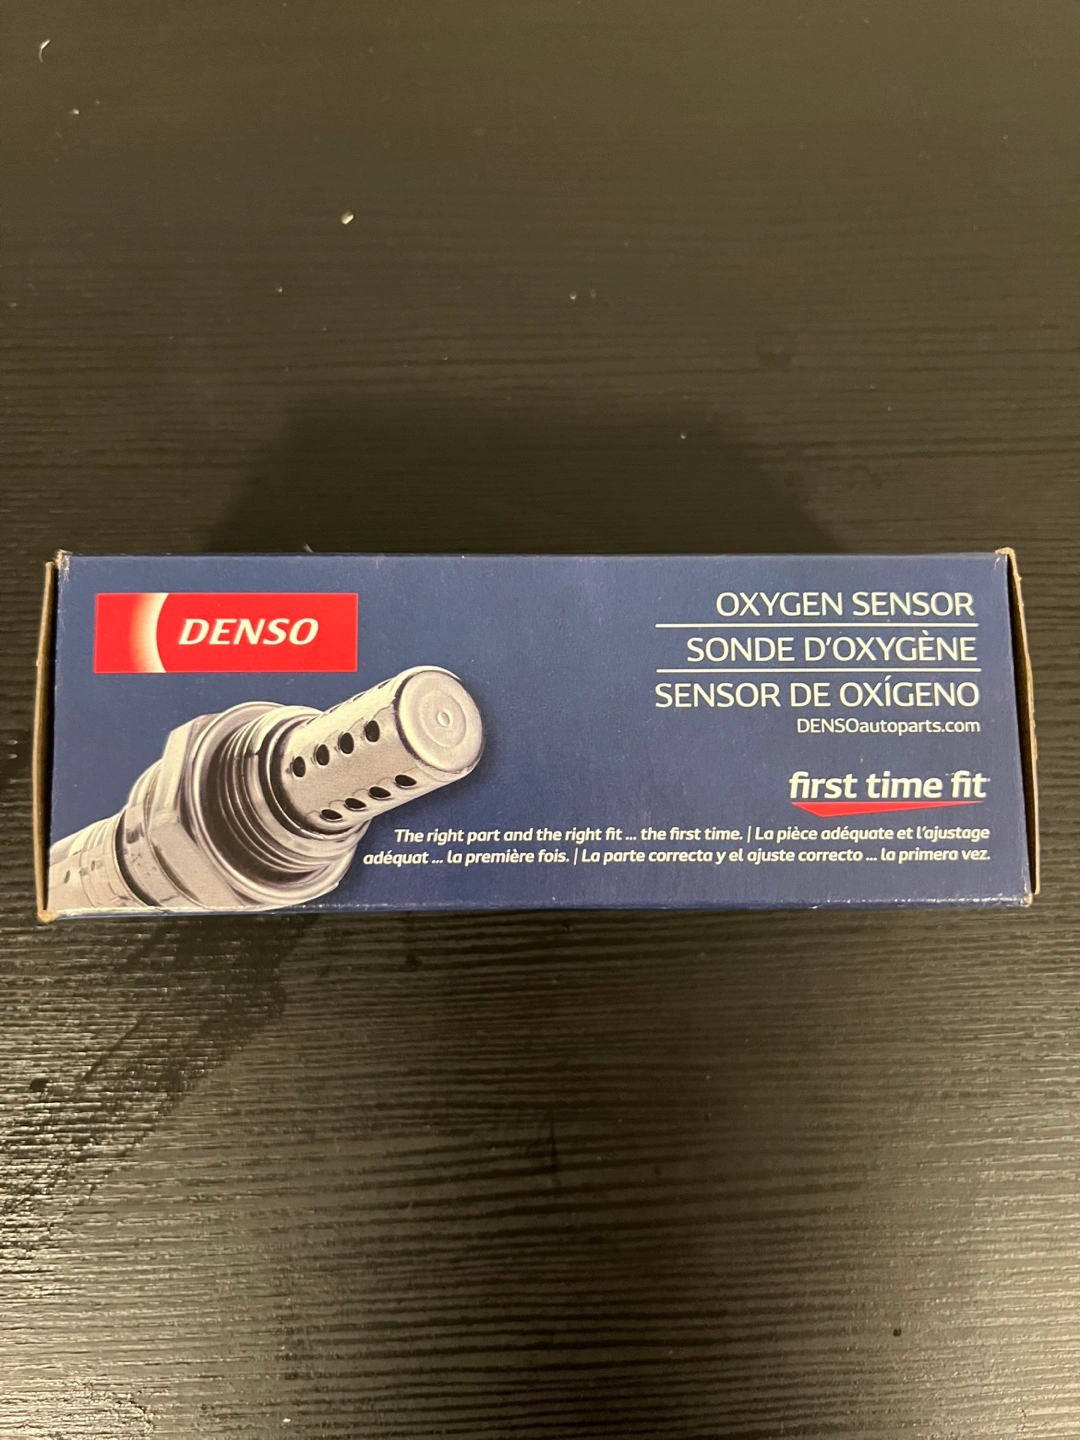 DENSO
OXYGEN SENSOR
SONDE D'OXYGÈNE
SENSOR DE OXÍGENO
DENSOautoparts.com
first time fit
The right part and the right fit ... the first time. | La pièce adéquate et l'ajustage
adéquat ... la première fois. | La parte correcta y el ajuste correcto ... la primera vez.